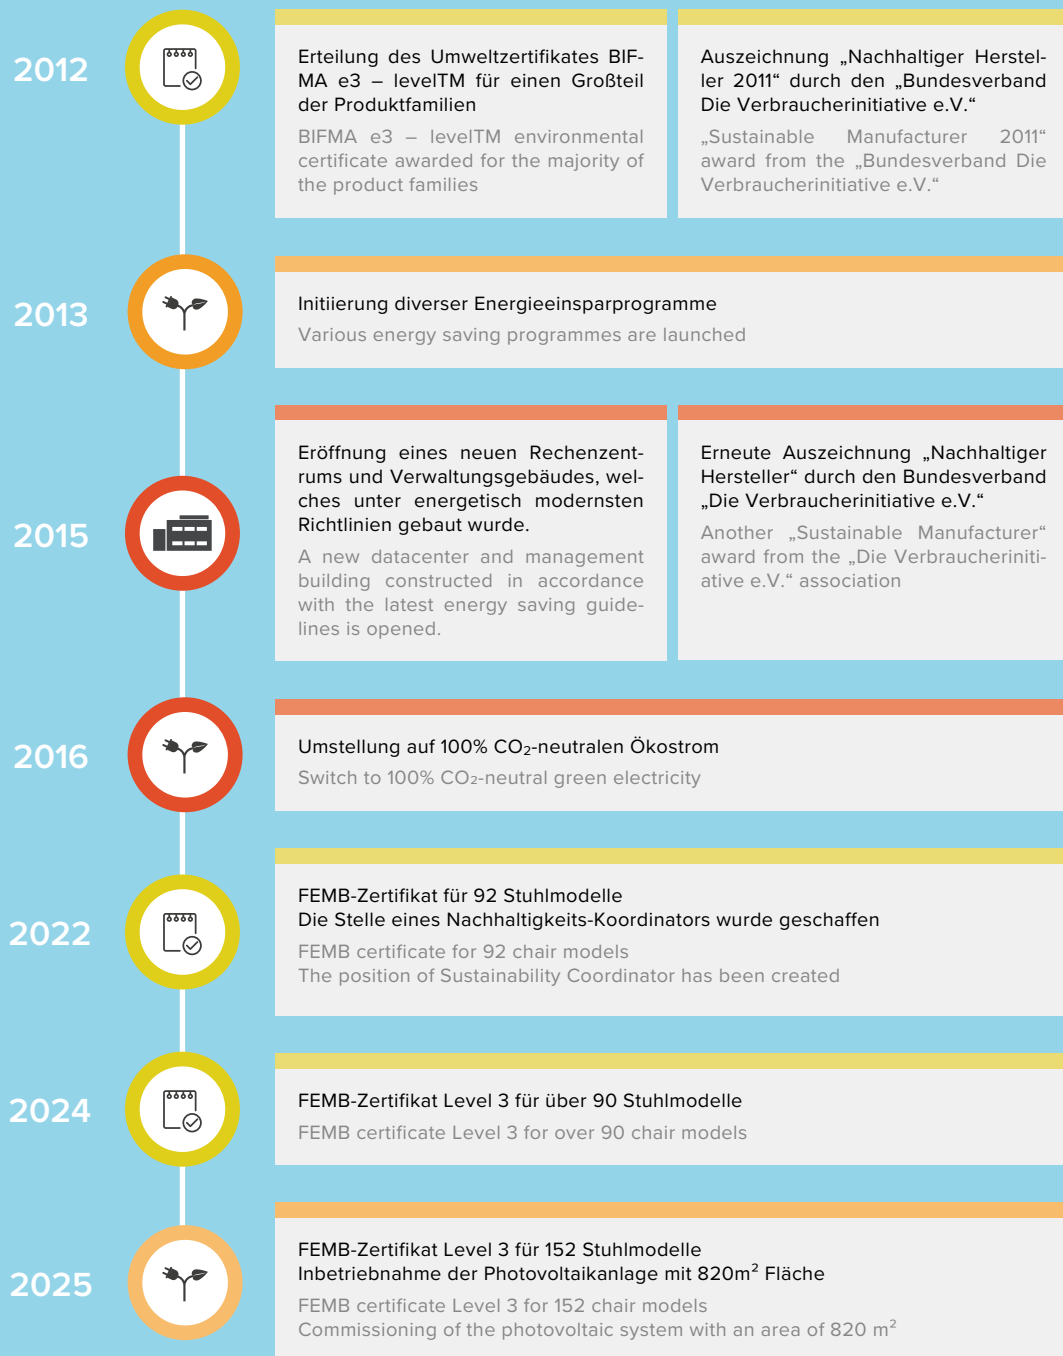 2012
Erteilung des Umweltzertifikates BIF-
MA e3 – levelTM für einen Großteil
der Produktfamilien
BIFMA e3 – levelTM environmental
certificate awarded for the majority of
the product families
Auszeichnung „Nachhaltiger Herstel-
ler 2011“ durch den „Bundesverband
Die Verbraucherinitiative e.V.“
„Sustainable Manufacturer 2011“
award from the „Bundesverband Die
Verbraucherinitiative e.V.“
2013
Initiierung diverser Energieeinsparprogramme
Various energy saving programmes are launched
2015
Eröffnung eines neuen Rechenzent-
rums und Verwaltungsgebäudes, wel-
ches unter energetisch modernsten
Richtlinien gebaut wurde.
A new datacenter and management
building constructed in accordance
with the latest energy saving guide-
lines is opened.
Erneute Auszeichnung „Nachhaltiger
Hersteller“ durch den Bundesverband
„Die Verbraucherinitiative e.V.“
Another „Sustainable Manufacturer“
award from the „Die Verbraucheriniti-
ative e.V.“ association
2016
Umstellung auf 100% CO₂-neutralen Ökostrom
Switch to 100% CO₂-neutral green electricity
2022
FEMB-Zertifikat für 92 Stuhlmodelle
Die Stelle eines Nachhaltigkeits-Koordinators wurde geschaffen
FEMB certificate for 92 chair models
The position of Sustainability Coordinator has been created
2024
FEMB-Zertifikat Level 3 für über 90 Stuhlmodelle
FEMB certificate Level 3 for over 90 chair models
2025
FEMB-Zertifikat Level 3 für 152 Stuhlmodelle
Inbetriebnahme der Photovoltaikanlage mit 820m² Fläche
FEMB certificate Level 3 for 152 chair models
Commissioning of the photovoltaic system with an area of 820 m²